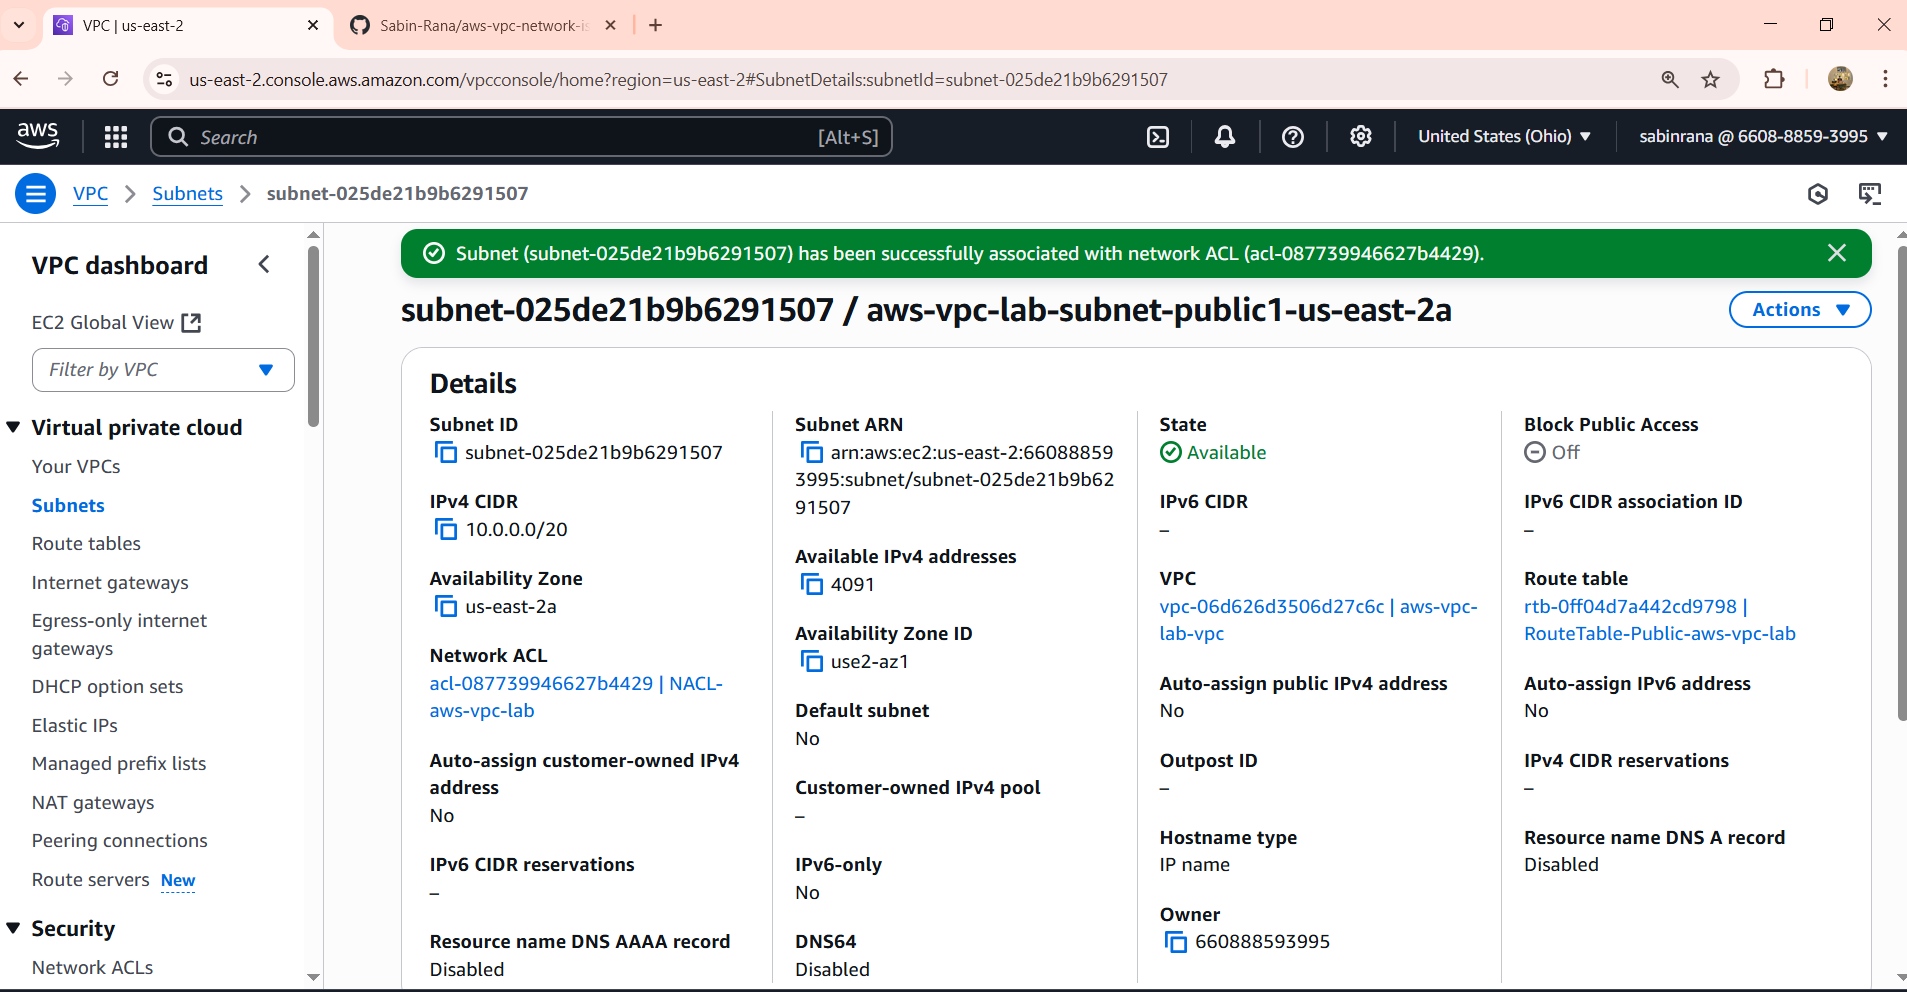 VPC | us-east-2
Sabin-Rana/aws-vpc-network-is
us-east-2.console.aws.amazon.com/vpcconsole/home?region=us-east-2#SubnetDetails:subnetId=subnet-025de21b9b6291507
aws
Search
[Alt+S]
United States (Ohio)
sabinrana @ 6608-8859-3995
VPC
Subnets
subnet-025de21b9b6291507
VPC dashboard
EC2 Global View
Filter by VPC
Virtual private cloud
Your VPCs
Subnets
Route tables
Internet gateways
Egress-only internet
gateways
DHCP option sets
Elastic IPs
Managed prefix lists
NAT gateways
Peering connections
Route servers New
Security
Network ACLs
Subnet (subnet-025de21b9b6291507) has been successfully associated with network ACL (acl-087739946627b4429).
subnet-025de21b9b6291507 / aws-vpc-lab-subnet-public1-us-east-2a
Actions
Details
Subnet ID
subnet-025de21b9b6291507
IPv4 CIDR
10.0.0.0/20
Availability Zone
us-east-2a
Network ACL
acl-087739946627b4429 | NACL-
aws-vpc-lab
Auto-assign customer-owned IPv4
address
No
IPv6 CIDR reservations
–
Resource name DNS AAAA record
Disabled
Subnet ARN
arn:aws:ec2:us-east-2:66088859
3995:subnet/subnet-025de21b9b62
91507
Available IPv4 addresses
4091
Availability Zone ID
use2-az1
Default subnet
No
Customer-owned IPv4 pool
–
IPv6-only
No
DNS64
Disabled
State
Available
IPv6 CIDR
–
VPC
vpc-06d626d3506d27c6c | aws-vpc-
lab-vpc
Auto-assign public IPv4 address
No
Outpost ID
–
Hostname type
IP name
Owner
660888593995
Block Public Access
Off
IPv6 CIDR association ID
–
Route table
rtb-0ff04d7a442cd9798 |
RouteTable-Public-aws-vpc-lab
Auto-assign IPv6 address
No
IPv4 CIDR reservations
–
Resource name DNS A record
Disabled